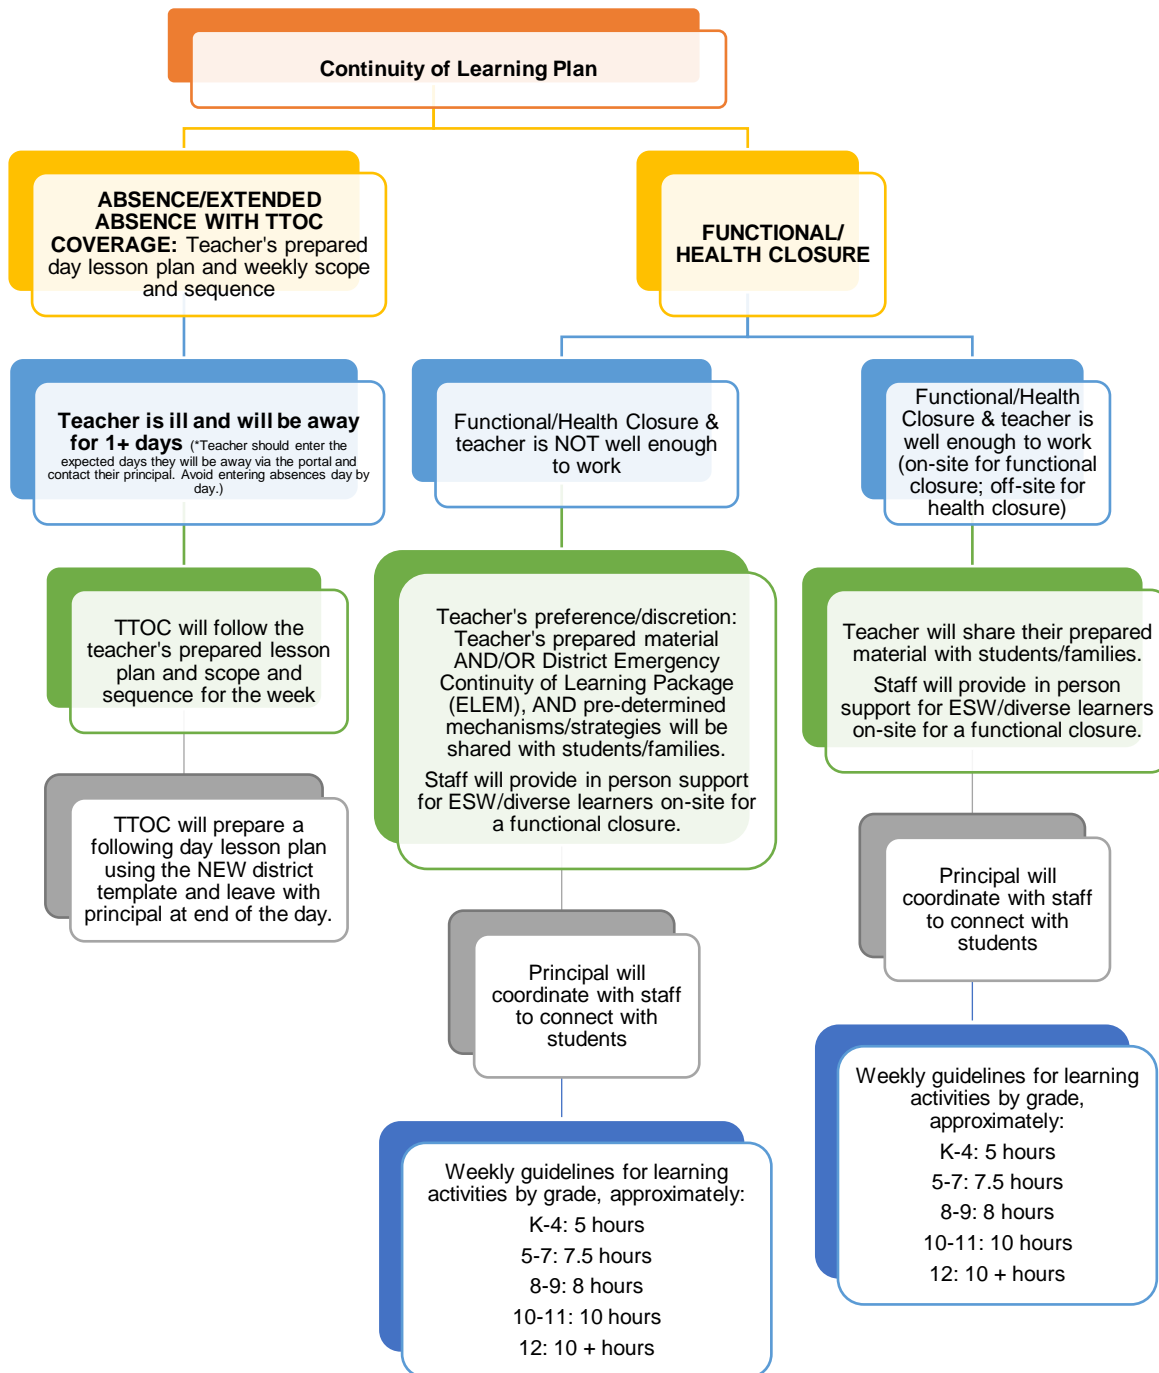 Continuity of Learning Plan
ABSENCE/EXTENDED
ABSENCE WITH TTOC
COVERAGE: Teacher's prepared
day lesson plan and weekly scope
and sequence
FUNCTIONAL/
HEALTH CLOSURE
Teacher is ill and will be away
for 1+ days (*Teacher should enter the
expected days they will be away via the portal and
contact their principal. Avoid entering absences day by
day.)
Functional/Health Closure &
teacher is NOT well enough
to work
Functional/Health
Closure & teacher is
well enough to work
(on-site for functional
closure; off-site for
health closure)
TTOC will follow the
teacher's prepared lesson
plan and scope and
sequence for the week
Teacher's preference/discretion:
Teacher's prepared material
AND/OR District Emergency
Continuity of Learning Package
(ELEM), AND pre-determined
mechanisms/strategies will be
shared with students/families.
Staff will provide in person support
for ESW/diverse learners on-site for
a functional closure.
Teacher will share their prepared
material with students/families.
Staff will provide in person
support for ESW/diverse learners
on-site for a functional closure.
TTOC will prepare a
following day lesson plan
using the NEW district
template and leave with
principal at end of the day.
Principal will
coordinate with staff
to connect with
students
Principal will
coordinate with staff
to connect with
students
Weekly guidelines for learning
activities by grade, approximately:
K-4: 5 hours
5-7: 7.5 hours
8-9: 8 hours
10-11: 10 hours
12: 10 + hours
Weekly guidelines for learning
activities by grade,
approximately:
K-4: 5 hours
5-7: 7.5 hours
8-9: 8 hours
10-11: 10 hours
12: 10 + hours